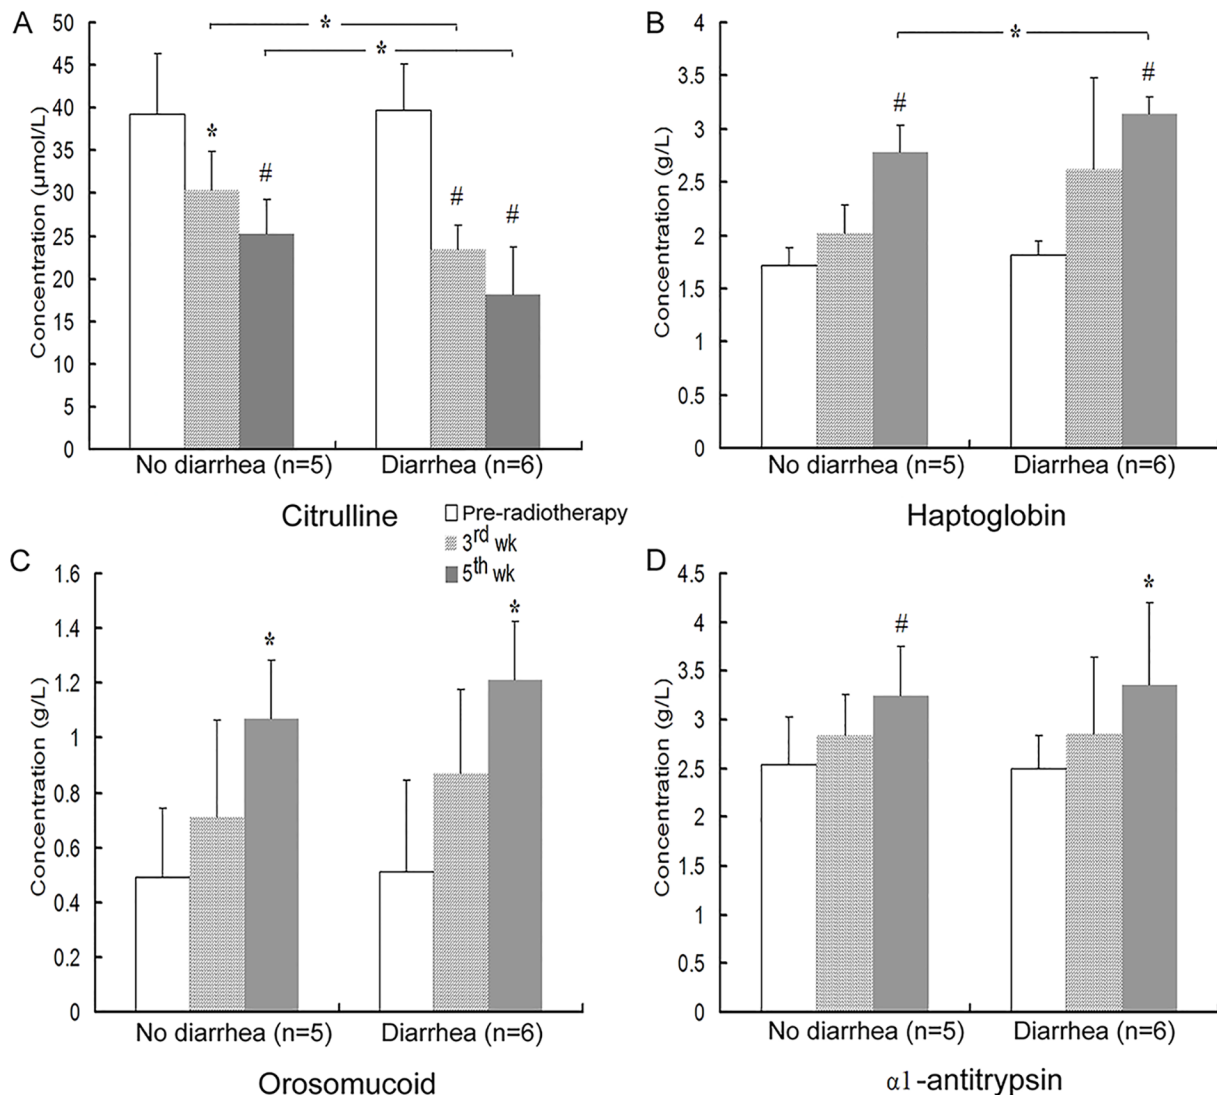 A
Concentration (µmol/L)
50
45
40
35
30
25
20
15
10
5
0
*
*
*
#
#
#
No diarrhea (n=5)
Diarrhea (n=6)
Citrulline
B
Concentration (g/L)
4
3.5
3
2.5
2
1.5
1
0.5
0
*
#
#
No diarrhea (n=5)
Diarrhea (n=6)
Haptoglobin
Pre-radiotherapy
3rd wk
5th wk
C
Concentration (g/L)
1.6
1.4
1.2
1
0.8
0.6
0.4
0.2
0
*
*
No diarrhea (n=5)
Diarrhea (n=6)
Orosomucoid
D
Concentration (g/L)
4.5
4
3.5
3
2.5
2
1.5
1
0.5
0
#
*
No diarrhea (n=5)
Diarrhea (n=6)
α1-antitrypsin